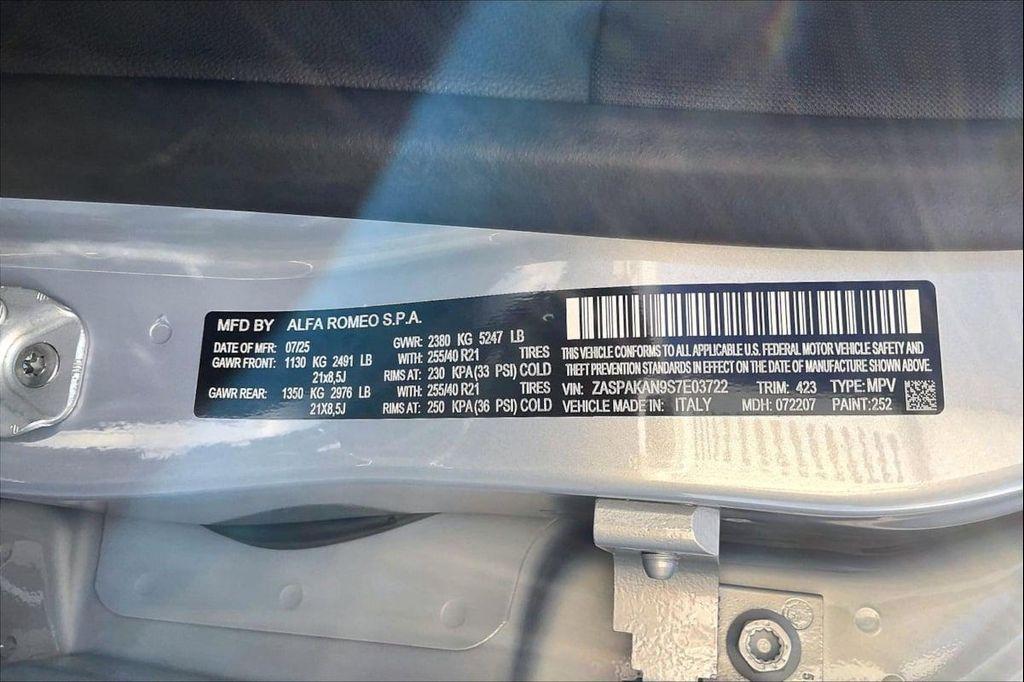 MFD BY ALFA ROMEO S.P.A.
DATE OF MFR: 07/25 GVWR: 2380 KG 5247 LB
GAWR FRONT: 1130 KG 2491 LB WITH: 255/40 R21 TIRES
21x8,5J RIMS AT: 230 KPA(33 PSI) COLD
GAWR REAR: 1350 KG 2976 LB WITH: 255/40 R21 TIRES
21X8,5J RIMS AT: 250 KPA(36 PSI) COLD
THIS VEHICLE CONFORMS TO ALL APPLICABLE U.S. FEDERAL MOTOR VEHICLE SAFETY AND
THEFT PREVENTION STANDARDS IN EFFECT ON THE DATE OF MANUFACTURE SHOWN ABOVE.
VIN: ZASPAKAN9S7E03722 TRIM: 423 TYPE: MPV
VEHICLE MADE IN: ITALY MDH: 072207 PAINT: 252
5